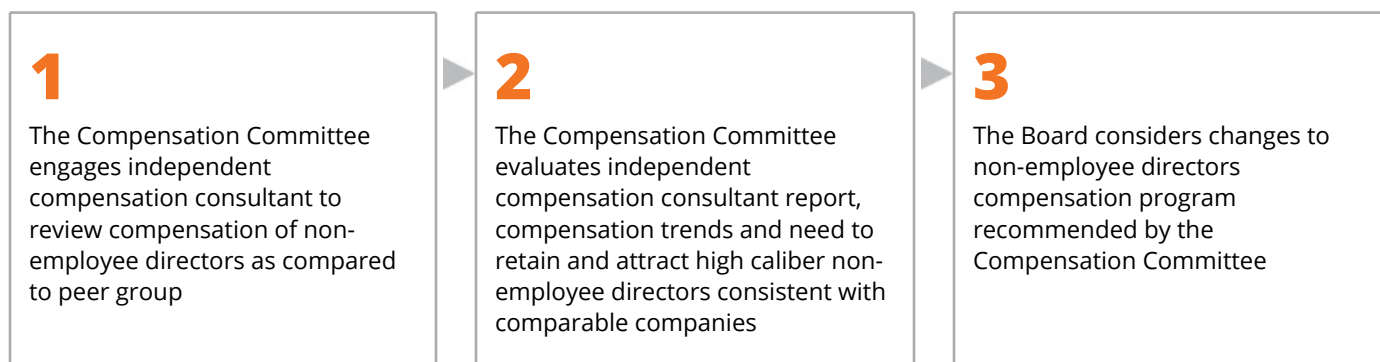 1
The Compensation Committee
engages independent
compensation consultant to
review compensation of non-
employee directors as compared
to peer group
2
The Compensation Committee
evaluates independent
compensation consultant report,
compensation trends and need to
retain and attract high caliber non-
employee directors consistent with
comparable companies
3
The Board considers changes to
non-employee directors
compensation program
recommended by the
Compensation Committee